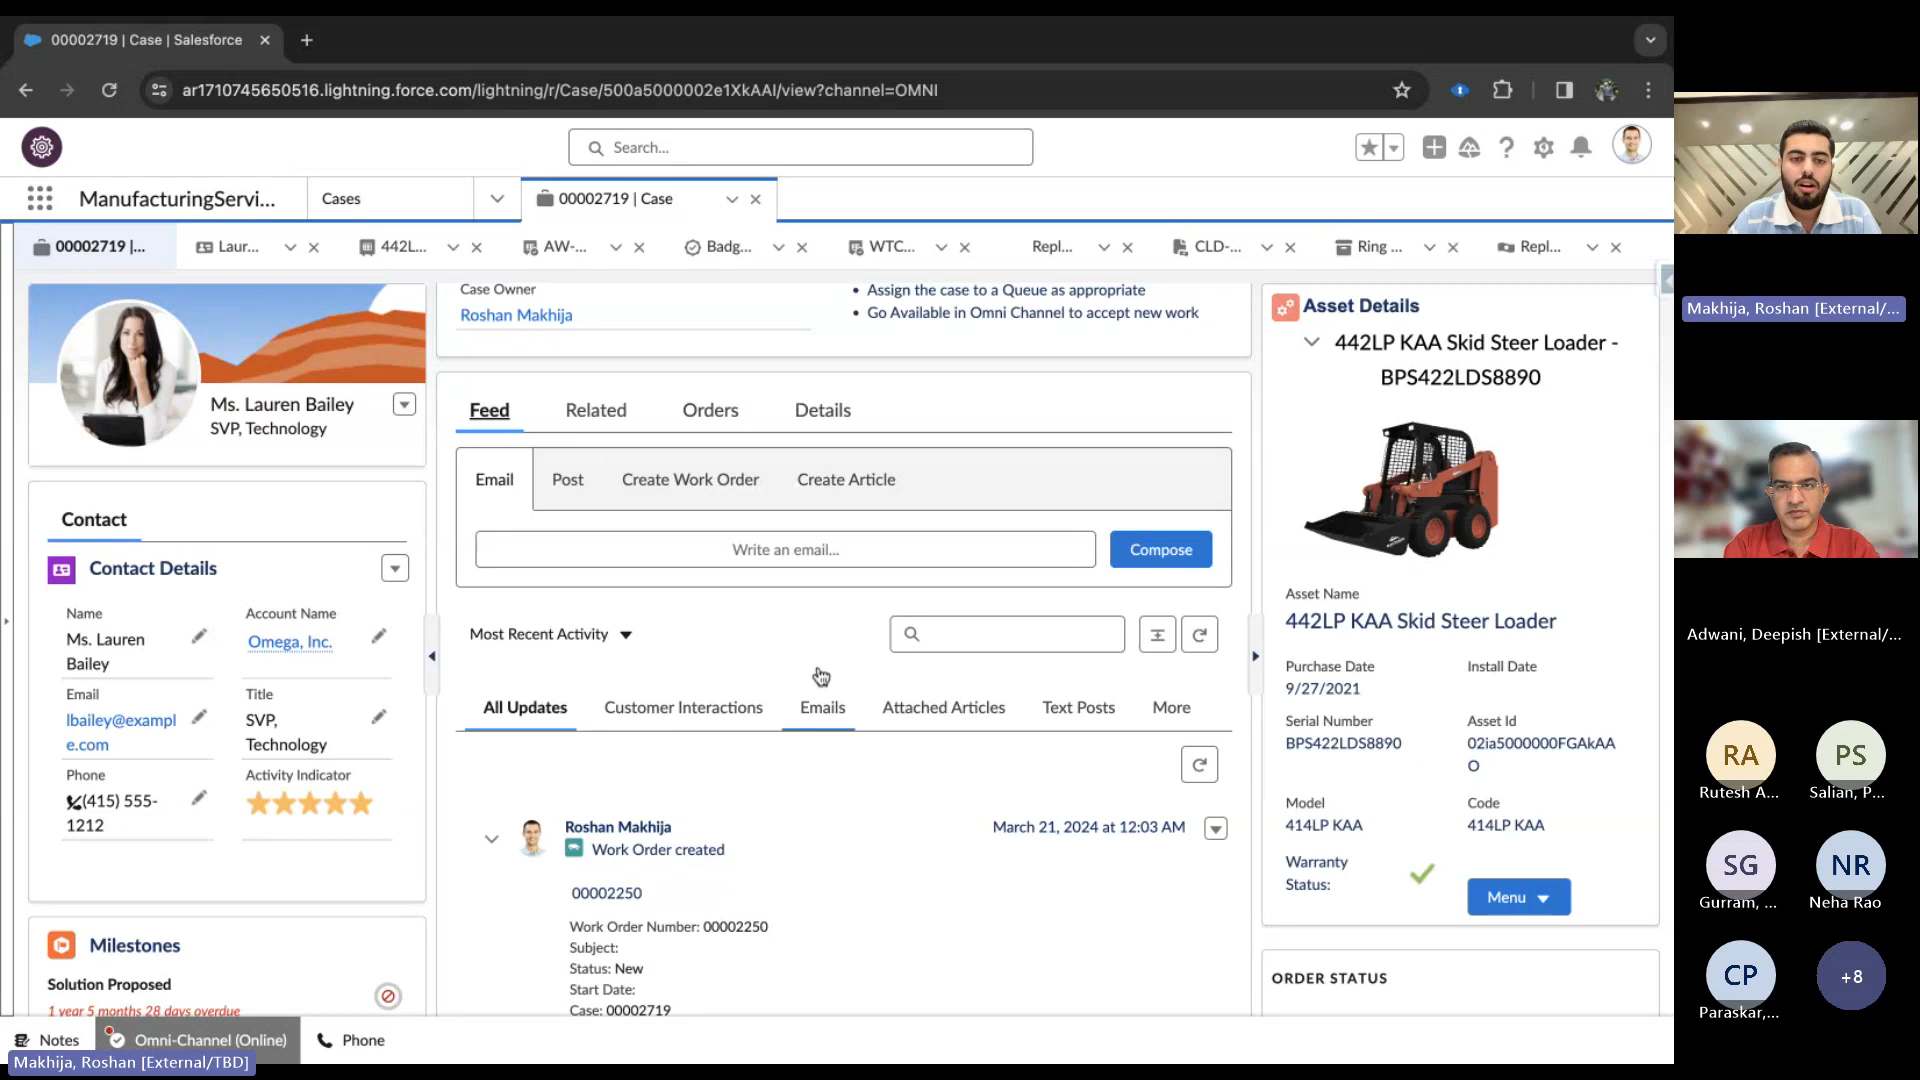 00002719 | Case | Salesforce
ar1710745650516.lightning.force.com/lightning/r/Case/500a5000002e1XkAAI/view?channel=OMNI
Search...
ManufacturingServi...
Cases
00002719 | Case
00002719 |...
Laur...
442L...
AW-...
Badg...
WTC...
Repl...
CLD-...
Ring ...
Repl...
Ms. Lauren Bailey
SVP, Technology
Contact
Contact Details
Name
Ms. Lauren
Bailey
Account Name
Omega, Inc.
Email
lbailey@exampl
e.com
Title
SVP,
Technology
Phone
(415) 555-
1212
Activity Indicator
Milestones
Solution Proposed
1 year 5 months 28 days overdue
Case Owner
Roshan Makhija
• Assign the case to a Queue as appropriate
• Go Available in Omni Channel to accept new work
Feed
Related
Orders
Details
Email
Post
Create Work Order
Create Article
Write an email...
Compose
Most Recent Activity
All Updates
Customer Interactions
Emails
Attached Articles
Text Posts
More
Roshan Makhija
March 21, 2024 at 12:03 AM
Work Order created
00002250
Work Order Number: 00002250
Subject:
Status: New
Start Date:
Case: 00002719
Asset Details
442LP KAA Skid Steer Loader -
BPS422LDS8890
Asset Name
442LP KAA Skid Steer Loader
Purchase Date
9/27/2021
Install Date
Serial Number
BPS422LDS8890
Asset Id
02ia5000000FGAkAA
O
Model
414LP KAA
Code
414LP KAA
Warranty
Status:
Menu
ORDER STATUS
Notes
Omni-Channel (Online)
Phone
Makhija, Roshan [External/TBD]
Makhija, Roshan [External/...
Adwani, Deepish [External/...
RA
Rutesh A...
PS
Salian, P...
SG
Gurram, ...
NR
Neha Rao
CP
Paraskar,...
+8